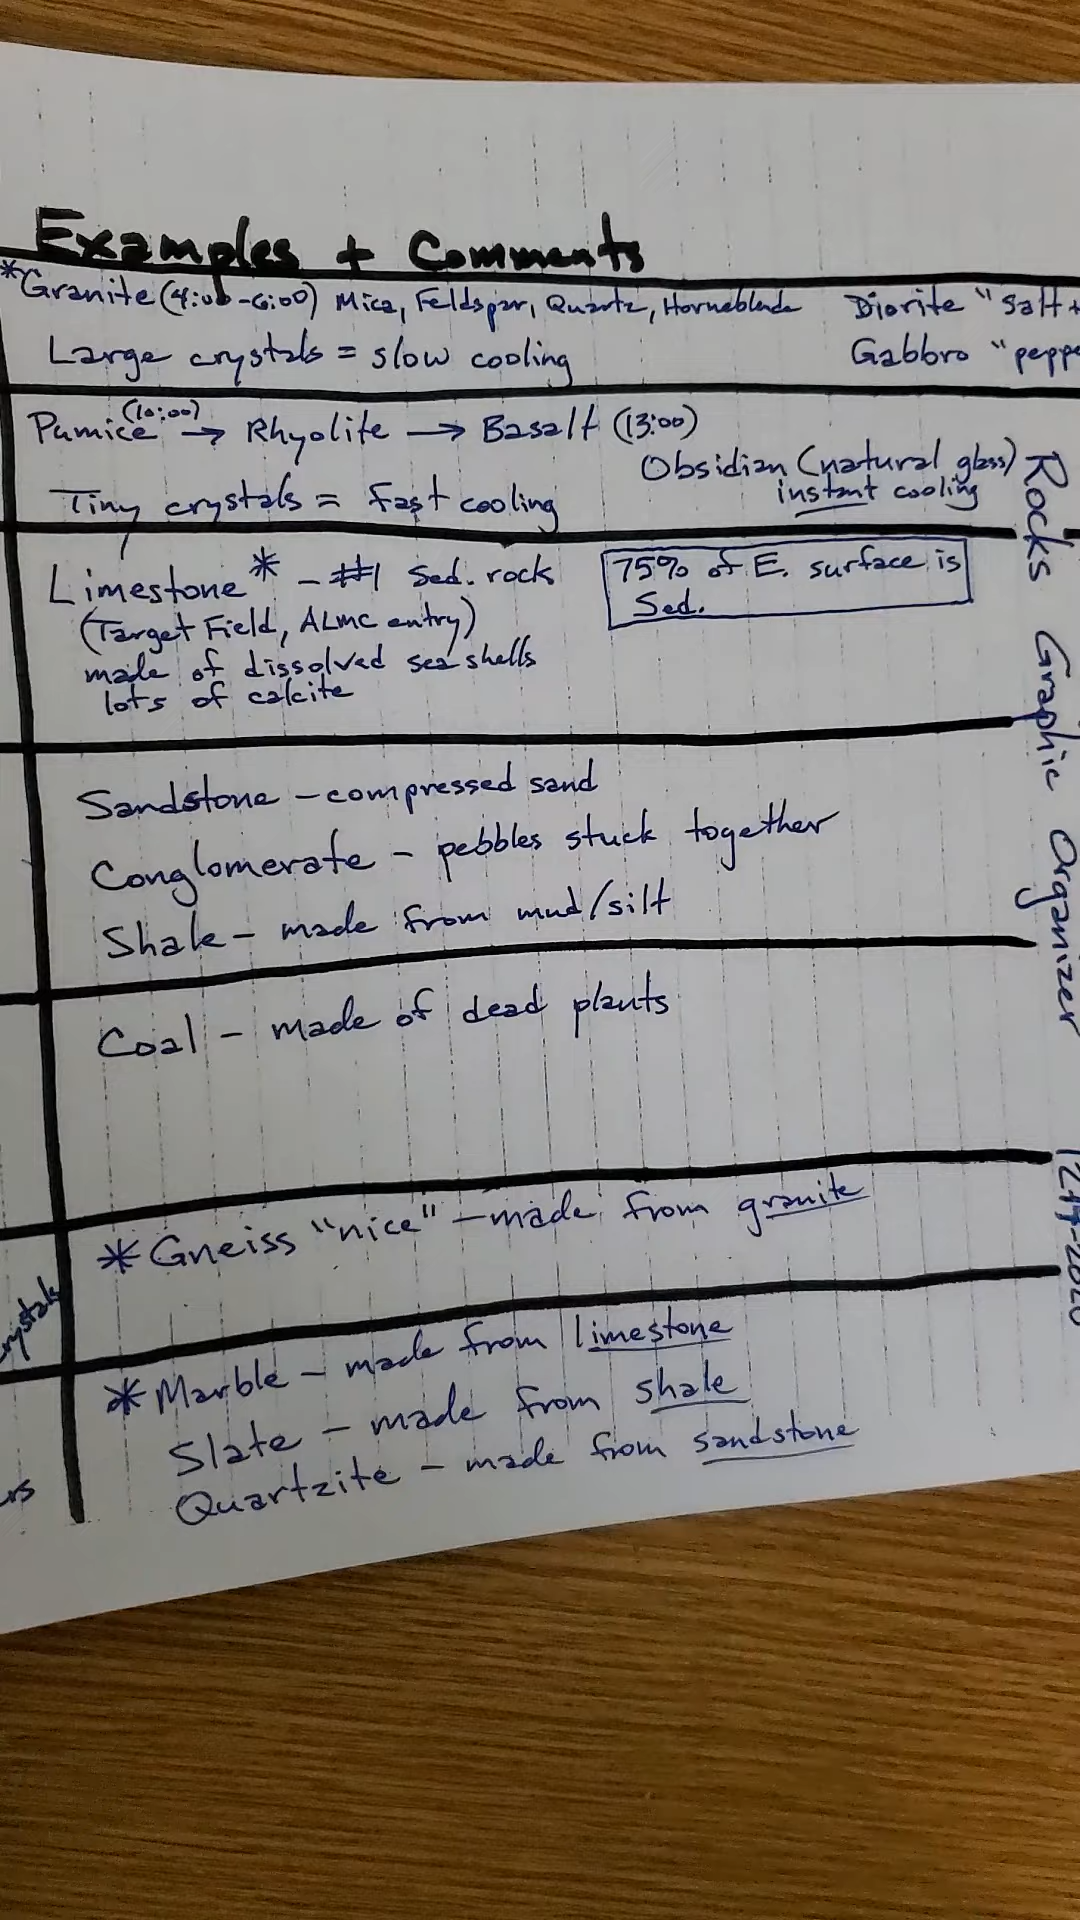 Examples + Comments
*Granite (4:00-6:00) Mica, Feldspar, Quartz, Horneblende Diorite "Salt +
Large crystals = slow cooling Gabbro "peppe
Pumice (10:00) → Rhyolite → Basalt (13:00)
Obsidian (natural glass)
instant cooling
Tiny crystals = fast cooling
Limestone * - #1 Sed. rock
(Target Field, ALMC entry)
made of dissolved sea shells
lots of calcite
75% of E. surface is
Sed.
Sandstone - compressed sand
Conglomerate - pebbles stuck together
Shale - made from mud/silt
Coal - made of dead plants
*Gneiss "nice" - made from granite
crystals
*Marble - made from limestone
Slate - made from shale
Quartzite - made from sandstone
rs
Rocks Graphic Organizer